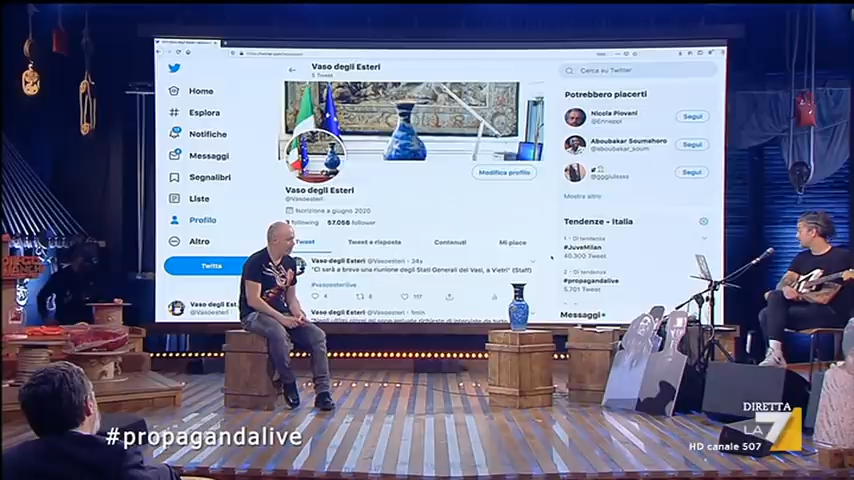 Vaso degli Esteri
5 Tweet
Home
Esplora
Notifiche
Messaggi
Segnalibri
Liste
Profilo
Altro
Twitta
Vaso degli Est
@Vasoesteri
Modifica profilo
Vaso degli Esteri
@Vasoesteri
Iscrizione a giugno 2020
following 57.056 follower
Tweet Tweet e risposte Contenuti Mi piace
Vaso degli Esteri @Vasoesteri · 34s
"Ci sarà a breve una riunione degli Stati Generali dei Vasi, a Vietri" (Staff)
#vasoesterilive
4 8 117
Vaso degli Esteri @Vasoesteri · 1min
Cerca su Twitter
Potrebbero piacerti
Nicola Piovani
@Enneppi
Segui
Aboubakar Soumahoro
@aboubakar_soum
Segui
Segui
Mostra altro
Tendenze - Italia
1 · Di tendenza
#JuveMilan
40.300 Tweet
2 · Di tendenza
#propagandalive
5.701 Tweet
Messaggi
#propagandalive
DIRETTA
LA7
HD canale 507